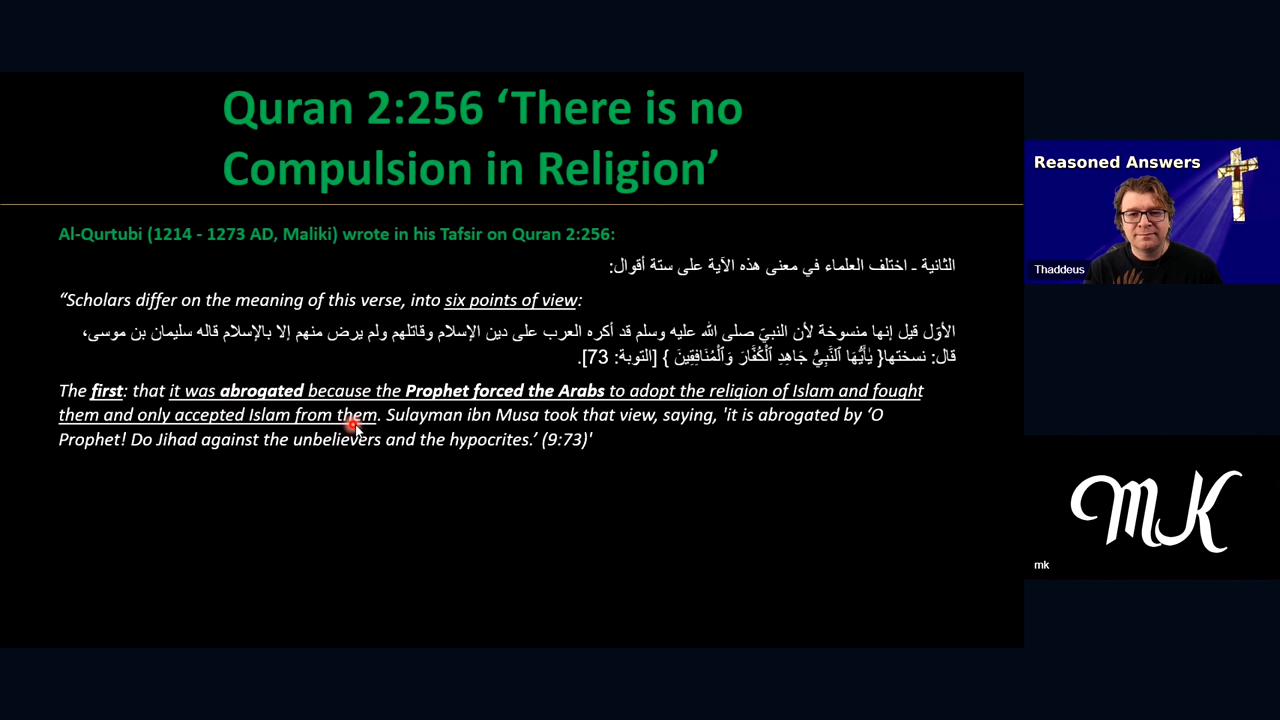 Quran 2:256 ‘There is no
Compulsion in Religion’
Al-Qurtubi (1214 - 1273 AD, Maliki) wrote in his Tafsir on Quran 2:256:
الثانية ـ اختلف العلماء في معنى هذه الآية على ستة أقوال:
“Scholars differ on the meaning of this verse, into six points of view:
الأوّل قيل إنها منسوخة لأن النبيّ صلى الله عليه وسلم قد أكره العرب على دين الإسلام وقاتلهم ولم يرض منهم إلا بالإسلام قاله سليمان بن موسى،
قال: نسختها{ يَٰأَيُّهَا ٱلنَّبِيُّ جَاهِدِ ٱلْكُفَّارَ وَٱلْمُنَافِقِينَ } [التوبة: 73].
The first: that it was abrogated because the Prophet forced the Arabs to adopt the religion of Islam and fought
them and only accepted Islam from them. Sulayman ibn Musa took that view, saying, 'it is abrogated by ‘O
Prophet! Do Jihad against the unbelievers and the hypocrites.’ (9:73)'
Reasoned Answers
Thaddeus
MK
mk